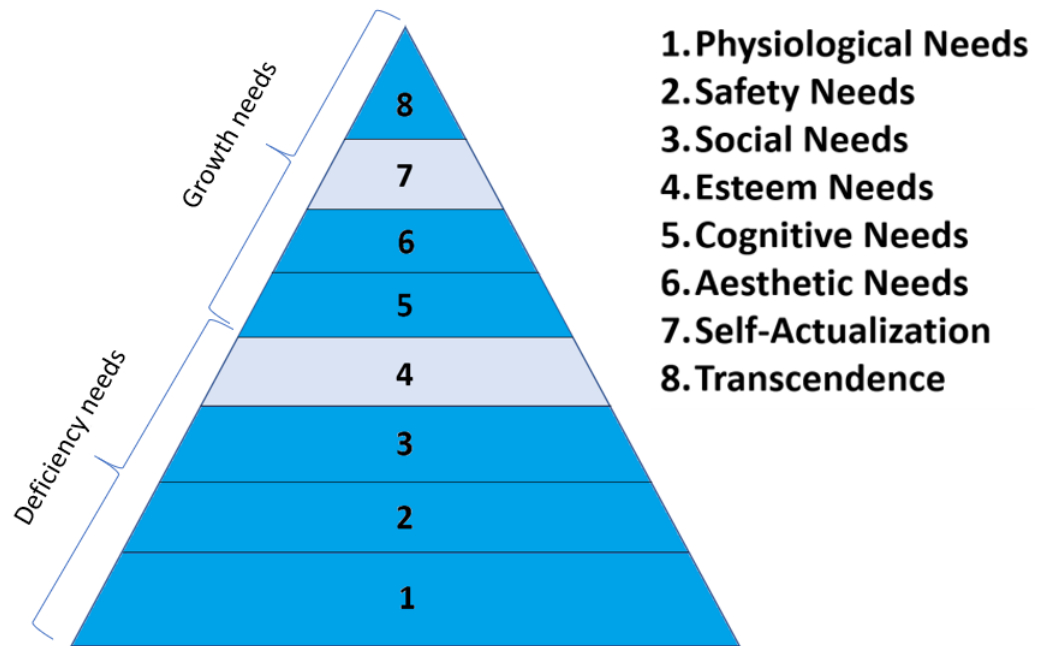 Growth needs
Deficiency needs
8
7
6
5
4
3
2
1
1.Physiological Needs
2.Safety Needs
3.Social Needs
4.Esteem Needs
5.Cognitive Needs
6.Aesthetic Needs
7.Self-Actualization
8.Transcendence